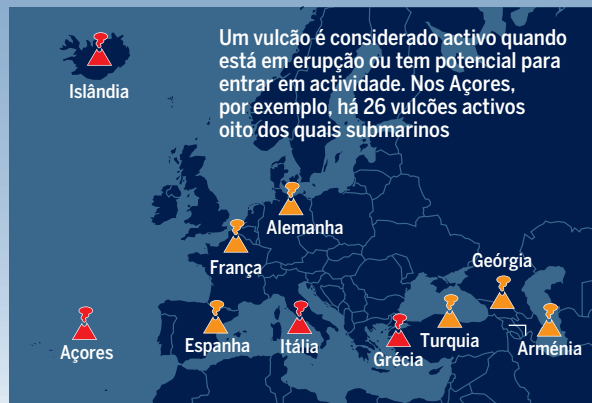 Um vulcão é considerado activo quando
está em erupção ou tem potencial para
entrar em actividade. Nos Açores,
por exemplo, há 26 vulcões activos
oito dos quais submarinos
Islândia
Alemanha
França
Geórgia
Açores
Espanha
Itália
Grécia
Turquia
Arménia